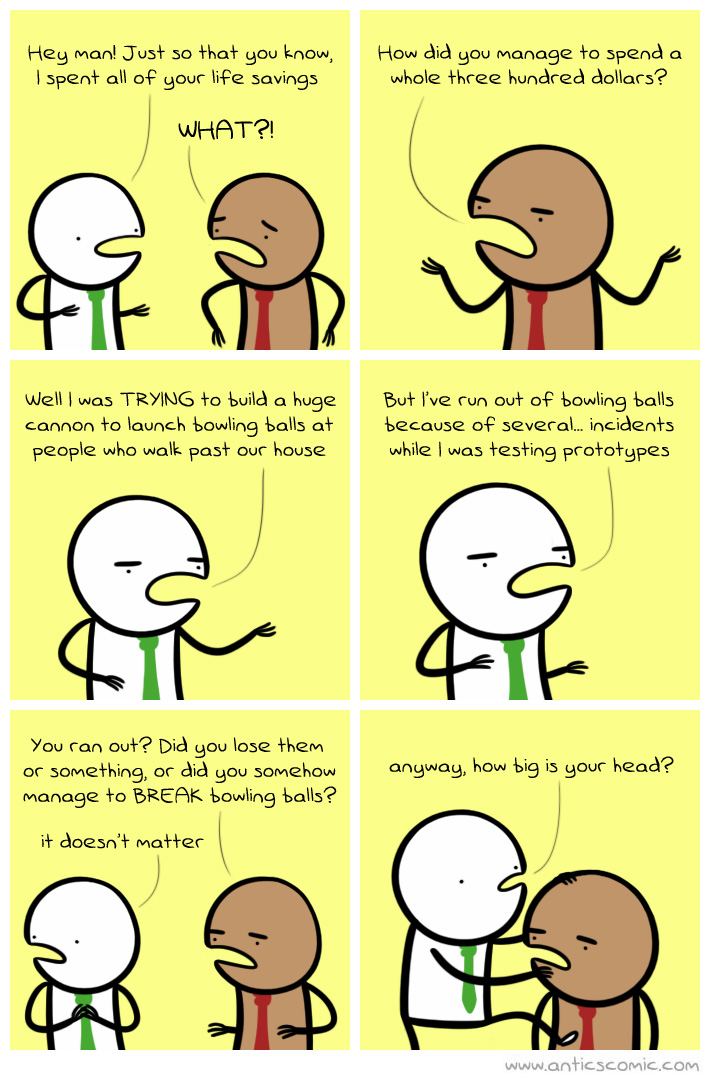 Hey man! Just so that you know,
I spent all of your life savings
WHAT?!
How did you manage to spend a
whole three hundred dollars?
Well I was TRYING to build a huge
cannon to launch bowling balls at
people who walk past our house
But I've run out of bowling balls
because of several... incidents
while I was testing prototypes
You ran out? Did you lose them
or something, or did you somehow
manage to BREAK bowling balls?
it doesn't matter
anyway, how big is your head?
www.anticscomic.com